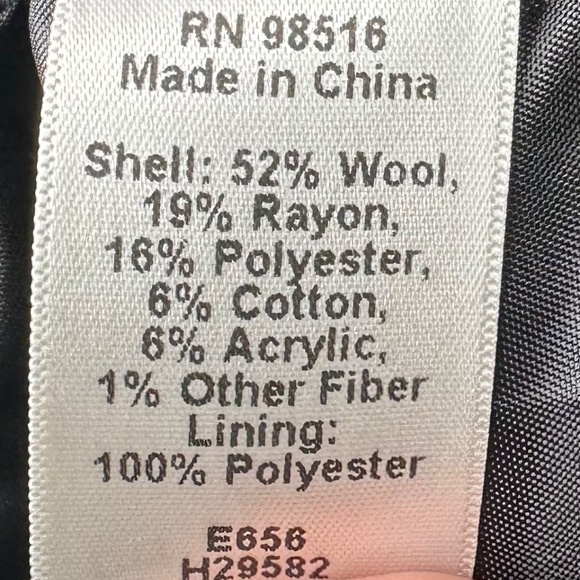 RN 98516
Made in China
Shell: 52% Wool,
19% Rayon,
16% Polyester,
6% Cotton,
6% Acrylic,
1% Other Fiber
Lining:
100% Polyester
E656
H29582